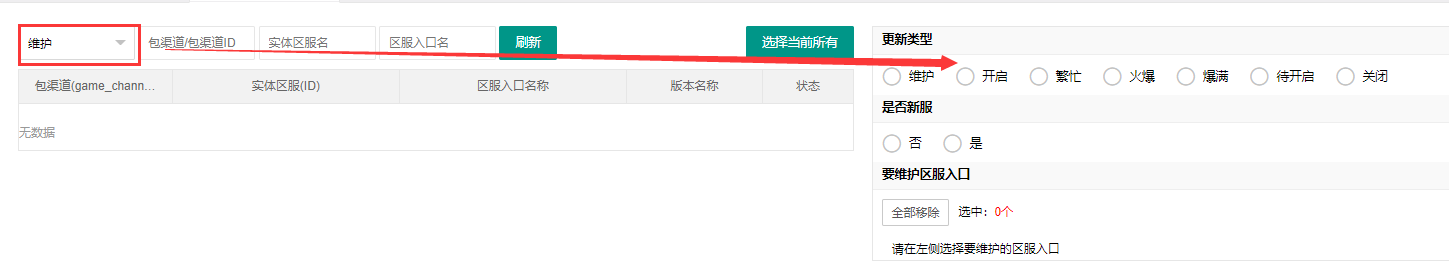 维护 包渠道/包渠道ID 实体区服名 区服入口名 刷新 选择当前所有
包渠道(game_chann... 实体区服(ID) 区服入口名称 版本名称 状态
无数据
更新类型
维护 开启 繁忙 火爆 爆满 待开启 关闭
是否新服
否 是
要维护区服入口
全部移除 选中：0个
请在左侧选择要维护的区服入口